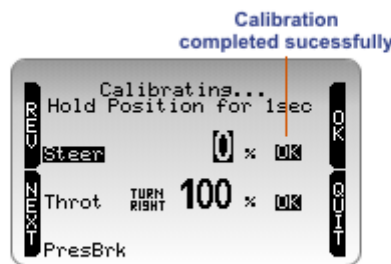 Calibration
completed sucessfully
Calibrating...
Hold Position for 1sec
REV
OK
Steer 0 % OK
NEXT
QUIT
Throt TURN RIGHT 100 % OK
PresBrk